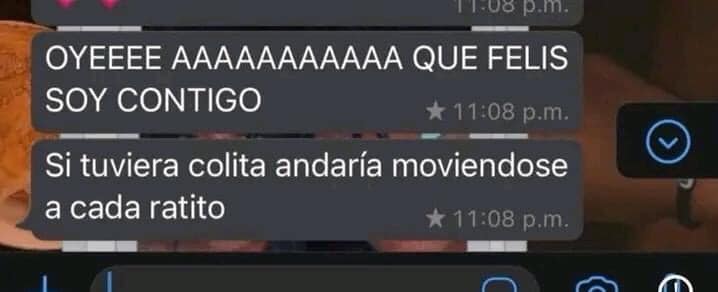 11:08 p.m.
OYEEEE AAAAAAAAAAA QUE FELIS
SOY CONTIGO
11:08 p.m.
Si tuviera colita andaría moviendose
a cada ratito
11:08 p.m.